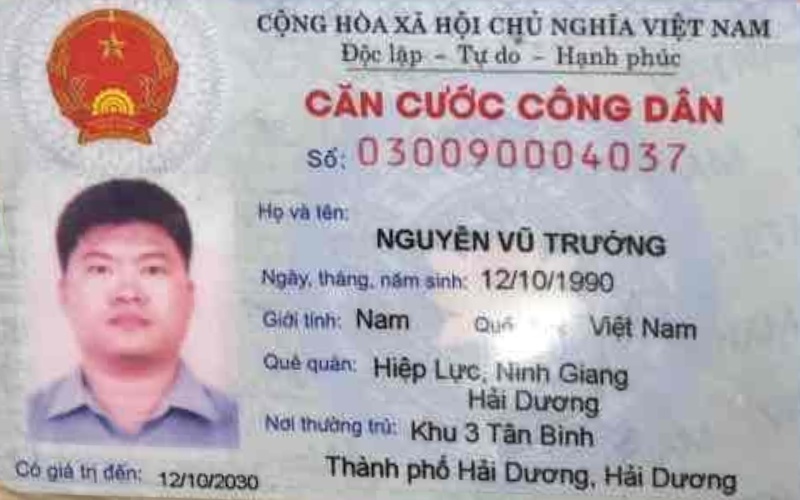 CỘNG HÒA XÃ HỘI CHỦ NGHĨA VIỆT NAM
Độc lập - Tự do - Hạnh phúc
CĂN CƯỚC CÔNG DÂN
Số: 030090004037
Họ và tên:
NGUYỄN VŨ TRƯỞNG
Ngày, tháng, năm sinh: 12/10/1990
Giới tính: Nam Việt Nam
Quê quán: Hiệp Lực, Ninh Giang
Hải Dương
Nơi thường trú: Khu 3 Tân Bình
Thành phố Hải Dương, Hải Dương
Có giá trị đến: 12/10/2030